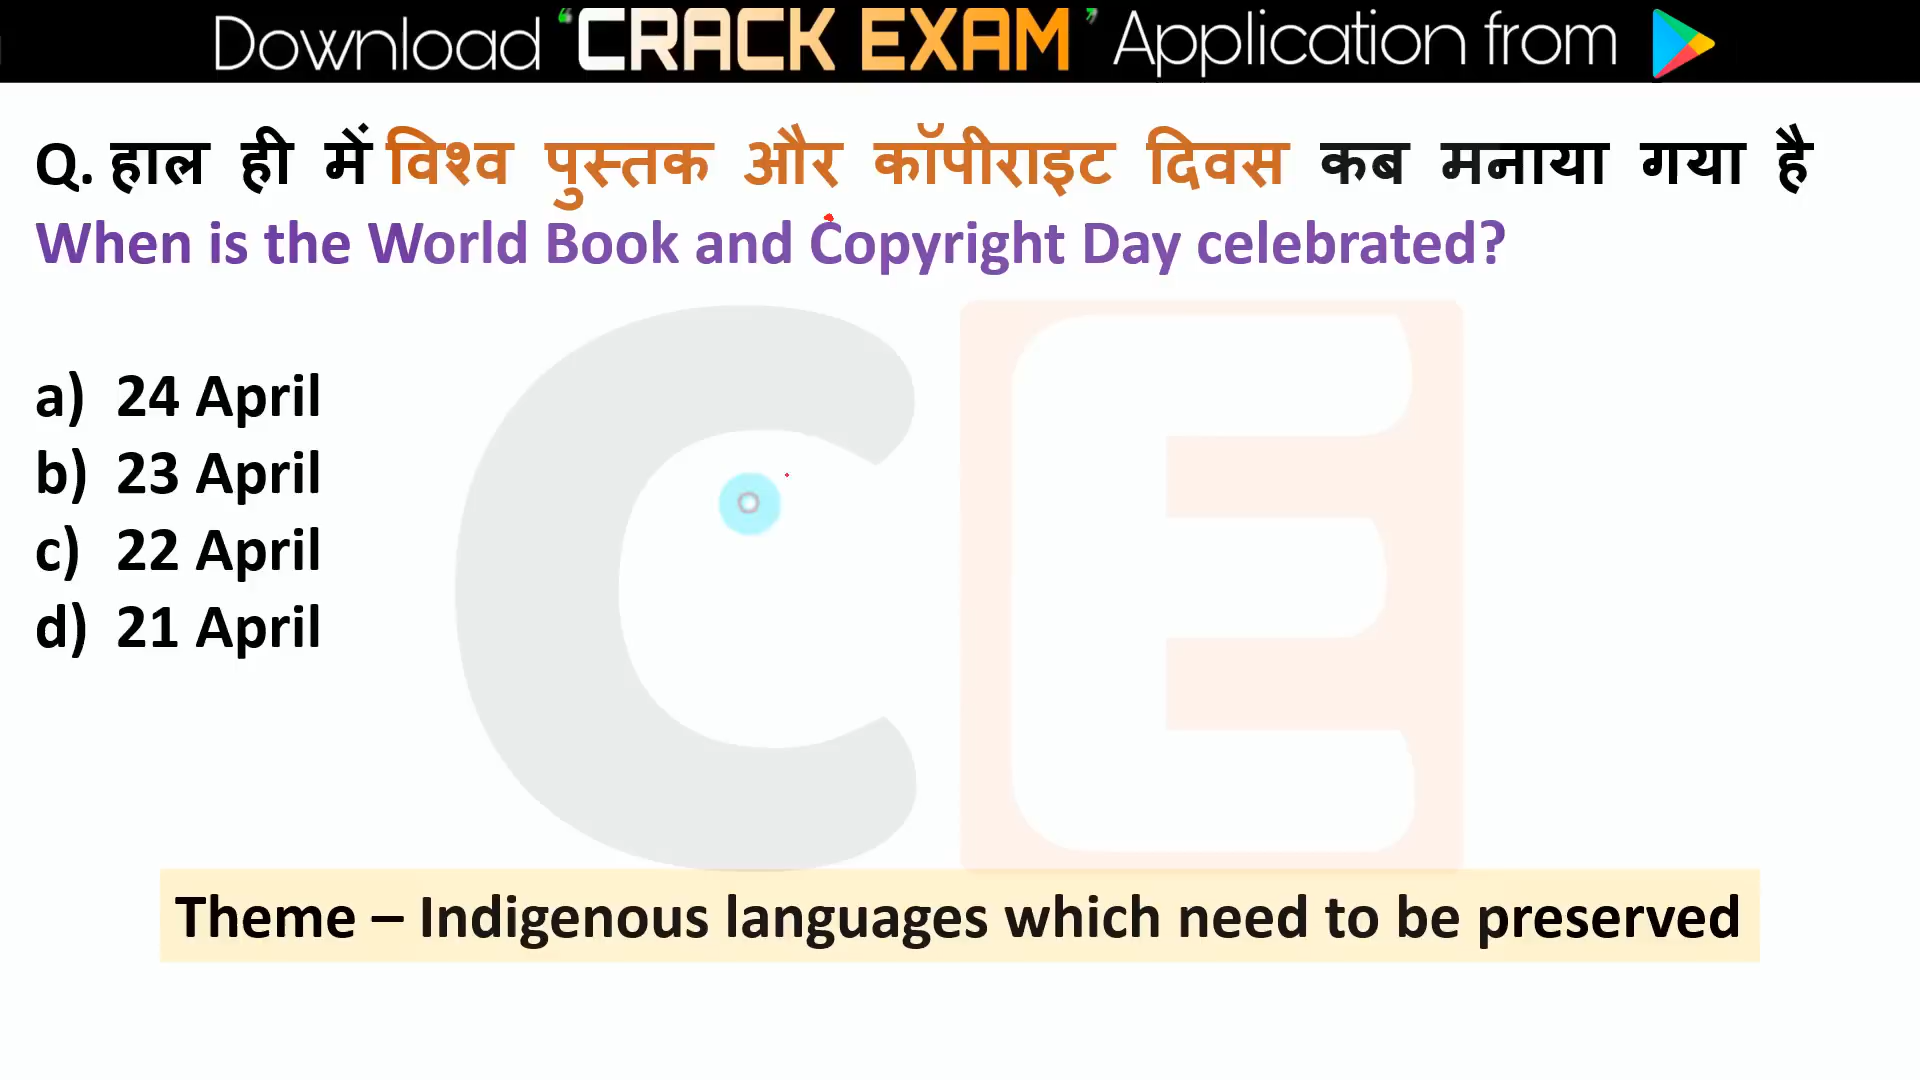 Download ‘CRACK EXAM’ Application from
Q. हाल ही में विश्व पुस्तक और कॉपीराइट दिवस कब मनाया गया है
When is the World Book and Copyright Day celebrated?
a) 24 April
b) 23 April
c) 22 April
d) 21 April
CE
Theme – Indigenous languages which need to be preserved